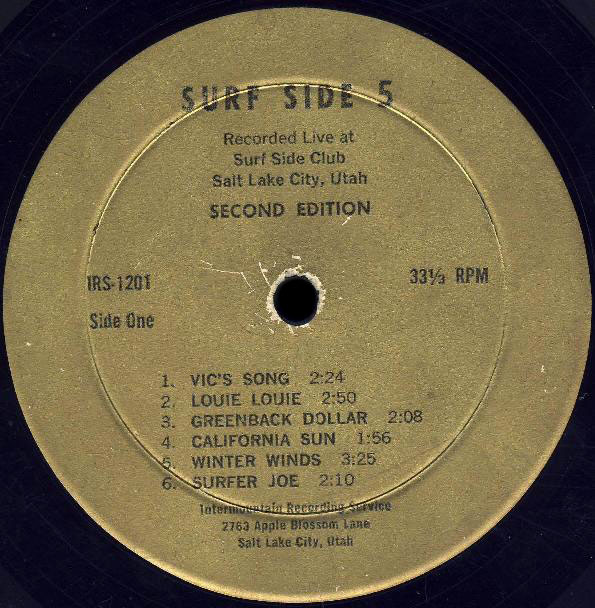 SURF SIDE 5
Recorded Live at
Surf Side Club
Salt Lake City, Utah
SECOND EDITION
IRS-1201
33⅓ RPM
Side One
1. VIC'S SONG 2:24
2. LOUIE LOUIE 2:50
3. GREENBACK DOLLAR 2:08
4. CALIFORNIA SUN 1:56
5. WINTER WINDS 3:25
6. SURFER JOE 2:10
Intermountain Recording Service
2763 Apple Blossom Lane
Salt Lake City, Utah